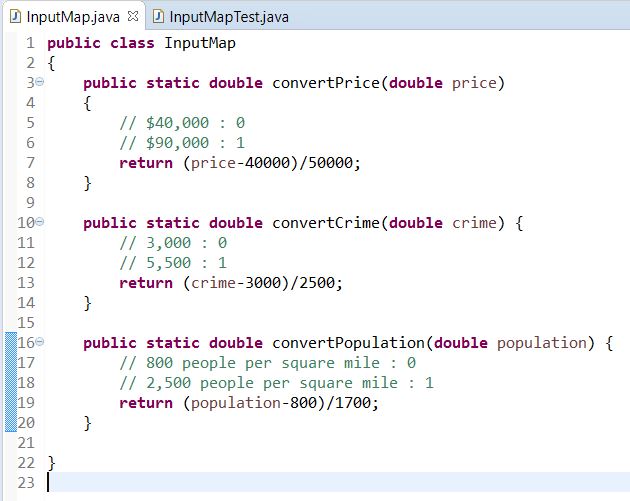 InputMap.java InputMapTest.java
1 public class InputMap
2 {
3 public static double convertPrice(double price)
4 {
5 // $40,000 : 0
6 // $90,000 : 1
7 return (price-40000)/50000;
8 }
9
10 public static double convertCrime(double crime) {
11 // 3,000 : 0
12 // 5,500 : 1
13 return (crime-3000)/2500;
14 }
15
16 public static double convertPopulation(double population) {
17 // 800 people per square mile : 0
18 // 2,500 people per square mile : 1
19 return (population-800)/1700;
20 }
21
22 }
23